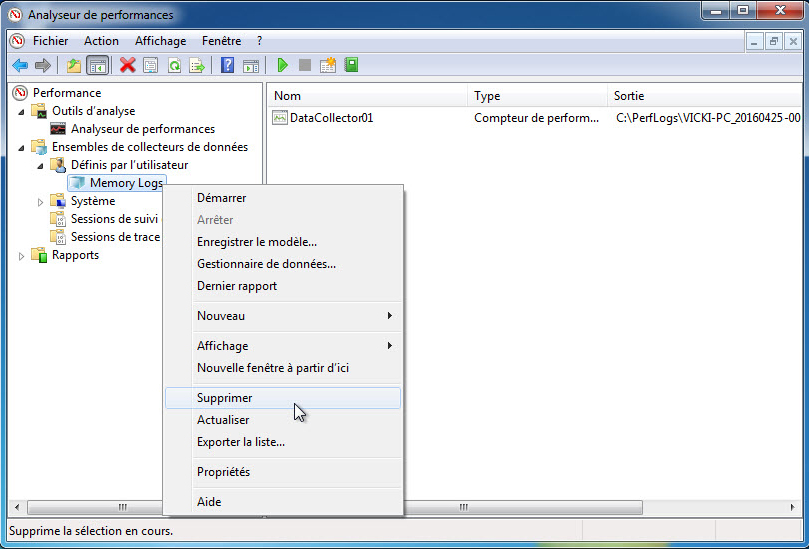 Analyseur de performances
Fichier Action Affichage Fenêtre ?
Performance
Outils d'analyse
Analyseur de performances
Ensembles de collecteurs de données
Définis par l'utilisateur
Memory Logs
Système
Sessions de suivi
Sessions de trace
Rapports
Nom Type Sortie
DataCollector01 Compteur de perform... C:\PerfLogs\VICKI-PC_20160425-00
Démarrer
Arrêter
Enregistrer le modèle...
Gestionnaire de données...
Dernier rapport
Nouveau
Affichage
Nouvelle fenêtre à partir d'ici
Supprimer
Actualiser
Exporter la liste...
Propriétés
Aide
Supprime la sélection en cours.